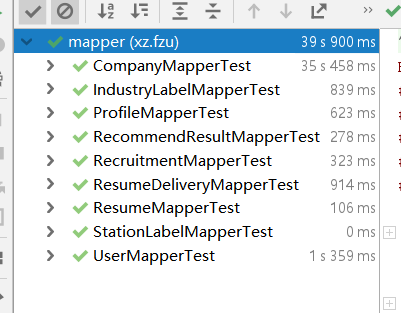 mapper (xz.fzu) 39 s 900 ms
CompanyMapperTest 35 s 458 ms
IndustryLabelMapperTest 839 ms
ProfileMapperTest 623 ms
RecommendResultMapperTest 278 ms
RecruitmentMapperTest 323 ms
ResumeDeliveryMapperTest 914 ms
ResumeMapperTest 106 ms
StationLabelMapperTest 0 ms
UserMapperTest 1 s 359 ms